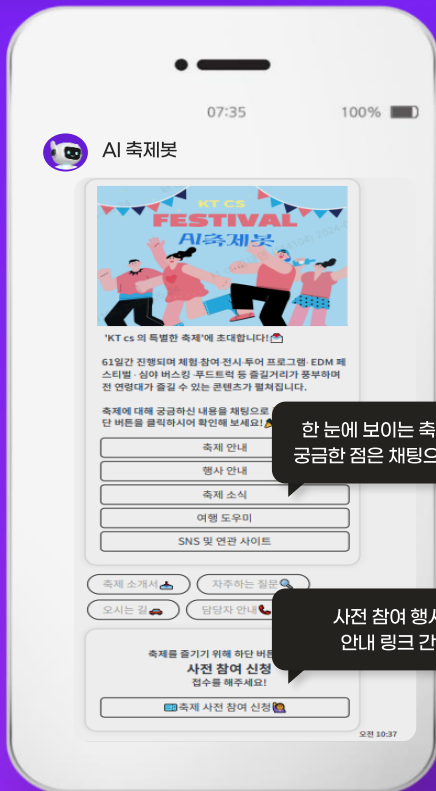 07:35
100%
AI 축제봇
KT CS
FESTIVAL
AI축제봇
'KT cs 의 특별한 축제'에 초대합니다!
61일간 진행되며 체험·참여·전시·투어 프로그램· EDM 페
스티벌 · 심야 버스킹 ·푸드트럭 등 즐길거리가 풍부하며
전 연령대가 즐길 수 있는 콘텐츠가 펼쳐집니다.
축제에 대해 궁금하신 내용을 채팅으로
단 버튼을 클릭하시어 확인해 보세요!
한 눈에 보이는 축
궁금한 점은 채팅으
축제 안내
행사 안내
축제 소식
여행 도우미
SNS 및 연관 사이트
축제 소개서
자주하는 질문
오시는 길
담당자 안내
사전 참여 행사
안내 링크 간
축제를 즐기기 위해 하단 버튼
사전 참여 신청
접수를 해주세요!
축제 사전 참여 신청
오전 10:37